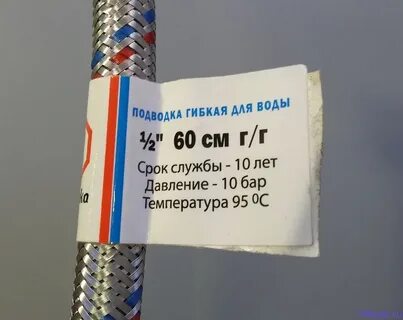 ПОДВОДКА ГИБКАЯ ДЛЯ ВОДЫ
½" 60 см г/г
Срок службы - 10 лет
Давление - 10 бар
Температура 95 ⁰С